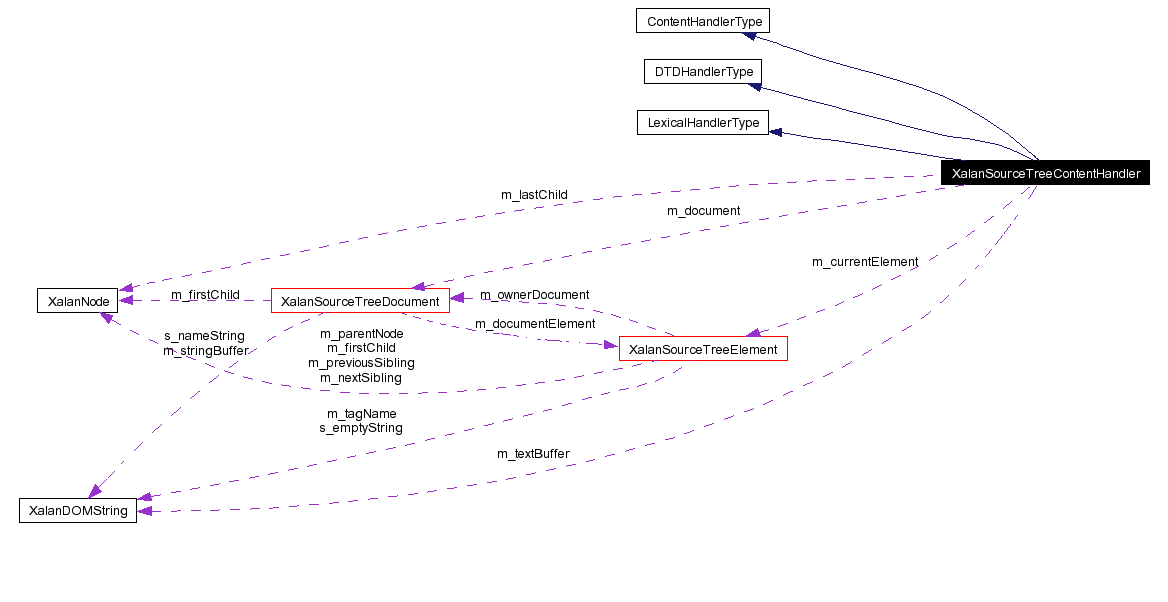 ContentHandlerType
DTDHandlerType
LexicalHandlerType
XalanSourceTreeContentHandler
m_lastChild
m_document
m_currentElement
XalanNode
m_firstChild
XalanSourceTreeDocument
m_ownerDocument
m_documentElement
s_nameString
m_stringBuffer
m_parentNode
m_firstChild
m_previousSibling
m_nextSibling
XalanSourceTreeElement
m_tagName
s_emptyString
m_textBuffer
XalanDOMString